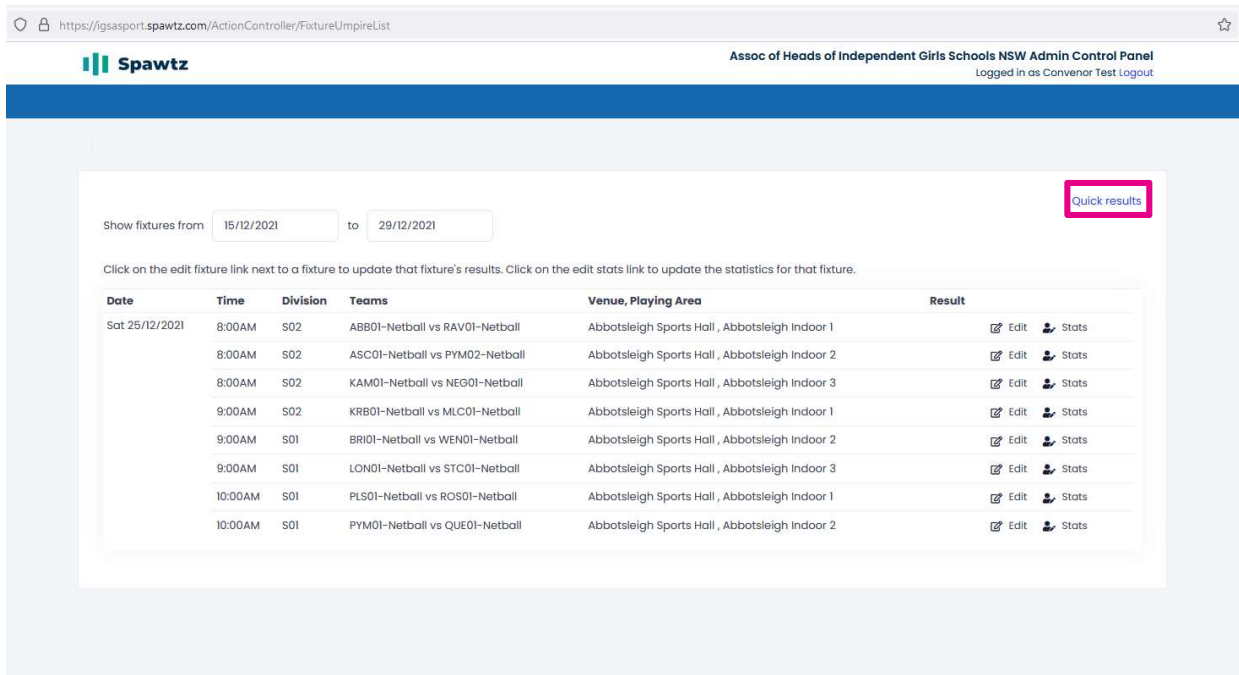 https://igsasport.spawtz.com/ActionController/FixtureUmpireList
Spawtz
Assoc of Heads of Independent Girls Schools NSW Admin Control Panel
Logged in as Convenor Test Logout
Quick results
Show fixtures from 15/12/2021 to 29/12/2021
Click on the edit fixture link next to a fixture to update that fixture's results. Click on the edit stats link to update the statistics for that fixture.
Date Time Division Teams Venue, Playing Area Result
Sat 25/12/2021 8:00AM S02 ABB01-Netball vs RAV01-Netball Abbotsleigh Sports Hall , Abbotsleigh Indoor 1 Edit Stats
8:00AM S02 ASC01-Netball vs PYM02-Netball Abbotsleigh Sports Hall , Abbotsleigh Indoor 2 Edit Stats
8:00AM S02 KAM01-Netball vs NEG01-Netball Abbotsleigh Sports Hall , Abbotsleigh Indoor 3 Edit Stats
9:00AM S02 KRB01-Netball vs MLC01-Netball Abbotsleigh Sports Hall , Abbotsleigh Indoor 1 Edit Stats
9:00AM S01 BRI01-Netball vs WEN01-Netball Abbotsleigh Sports Hall , Abbotsleigh Indoor 2 Edit Stats
9:00AM S01 LON01-Netball vs STC01-Netball Abbotsleigh Sports Hall , Abbotsleigh Indoor 3 Edit Stats
10:00AM S01 PLS01-Netball vs ROS01-Netball Abbotsleigh Sports Hall , Abbotsleigh Indoor 1 Edit Stats
10:00AM S01 PYM01-Netball vs QUE01-Netball Abbotsleigh Sports Hall , Abbotsleigh Indoor 2 Edit Stats